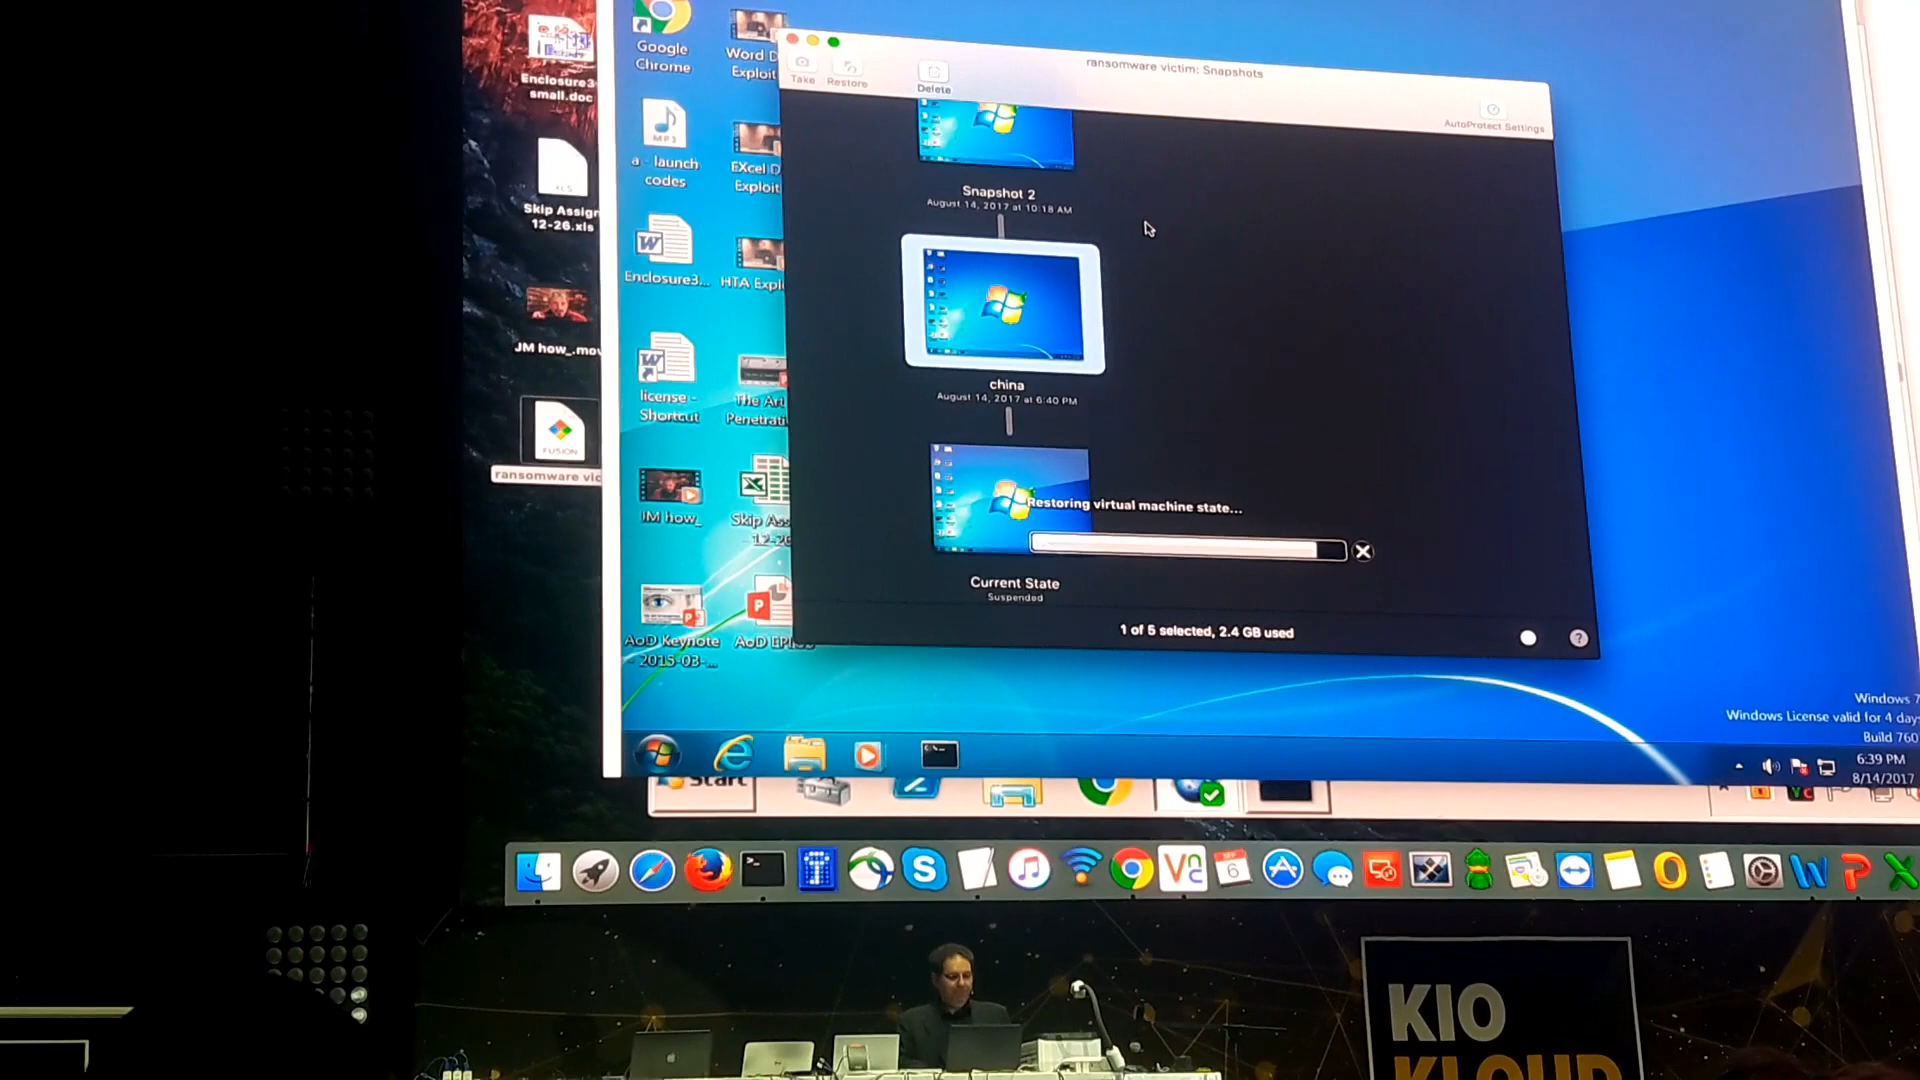 Enclosure3
small.doc
XLS
Skip Assign
12-26.xls
JM how_.mov
FUSION
ransomware vic
Google
Chrome
MP3
a - launch
codes
Enclosure3...
license -
Shortcut
JM how_
AoD Keynote
- 2015-03-...
Word D
Exploit
EXcel D
Exploit
HTA Expl
The Art
Penetrati
Skip Ass
12-26
AoD EPI
Take
Restore
Delete
ransomware victim: Snapshots
AutoProtect Settings
Snapshot 2
August 14, 2017 at 10:18 AM
china
August 14, 2017 at 6:40 PM
Restoring virtual machine state...
Current State
Suspended
1 of 5 selected, 2.4 GB used
?
Windows 7
Windows License valid for 4 day
Build 760
6:39 PM
8/14/2017
Start
KIO
KLOUD